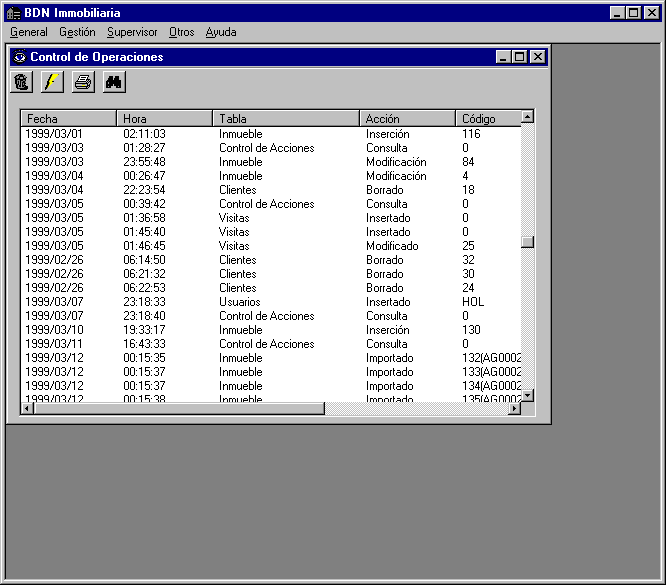 BDN Immobiliaria
General Gestión Supervisor Otros Ayuda
Control de Operaciones
Fecha Hora Tabla Acción Código
1999/03/01 02:11:03 Inmueble Inserción 116
1999/03/03 01:28:27 Control de Acciones Consulta 0
1999/03/03 23:55:48 Inmueble Modificación 84
1999/03/04 00:26:47 Inmueble Modificación 4
1999/03/04 22:23:54 Clientes Borrado 18
1999/03/05 00:39:42 Control de Acciones Consulta 0
1999/03/05 01:36:58 Visitas Insertado 0
1999/03/05 01:45:40 Visitas Insertado 0
1999/03/05 01:46:45 Visitas Modificado 25
1999/02/26 06:14:50 Clientes Borrado 32
1999/02/26 06:21:32 Clientes Borrado 30
1999/02/26 06:22:53 Clientes Borrado 24
1999/03/07 23:18:33 Usuarios Insertado HOL
1999/03/07 23:18:40 Control de Acciones Consulta 0
1999/03/10 19:33:17 Inmueble Inserción 130
1999/03/11 16:43:33 Control de Acciones Consulta 0
1999/03/12 00:15:35 Inmueble Importado 132(AG0002
1999/03/12 00:15:37 Inmueble Importado 133(AG0002
1999/03/12 00:15:37 Inmueble Importado 134(AG0002
1999/03/12 00:15:38 Inmueble Importado 135(AG0002